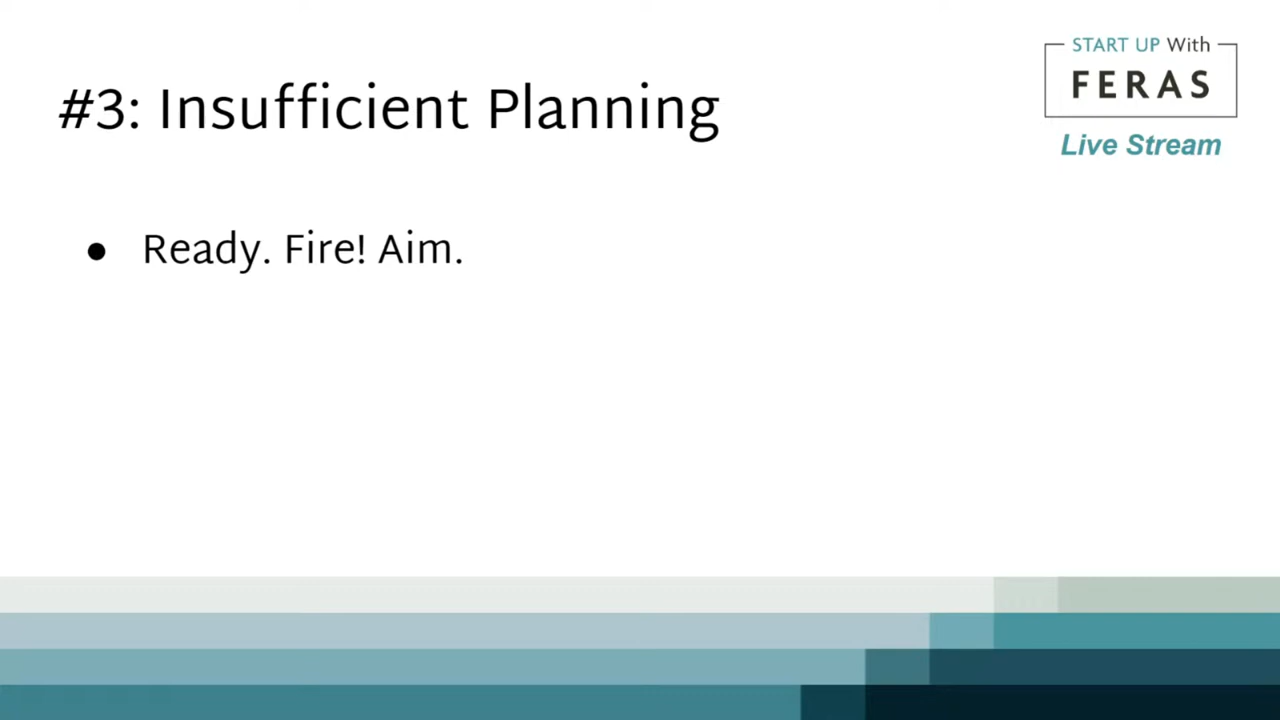 START UP With
FERAS
Live Stream
#3: Insufficient Planning
● Ready. Fire! Aim.